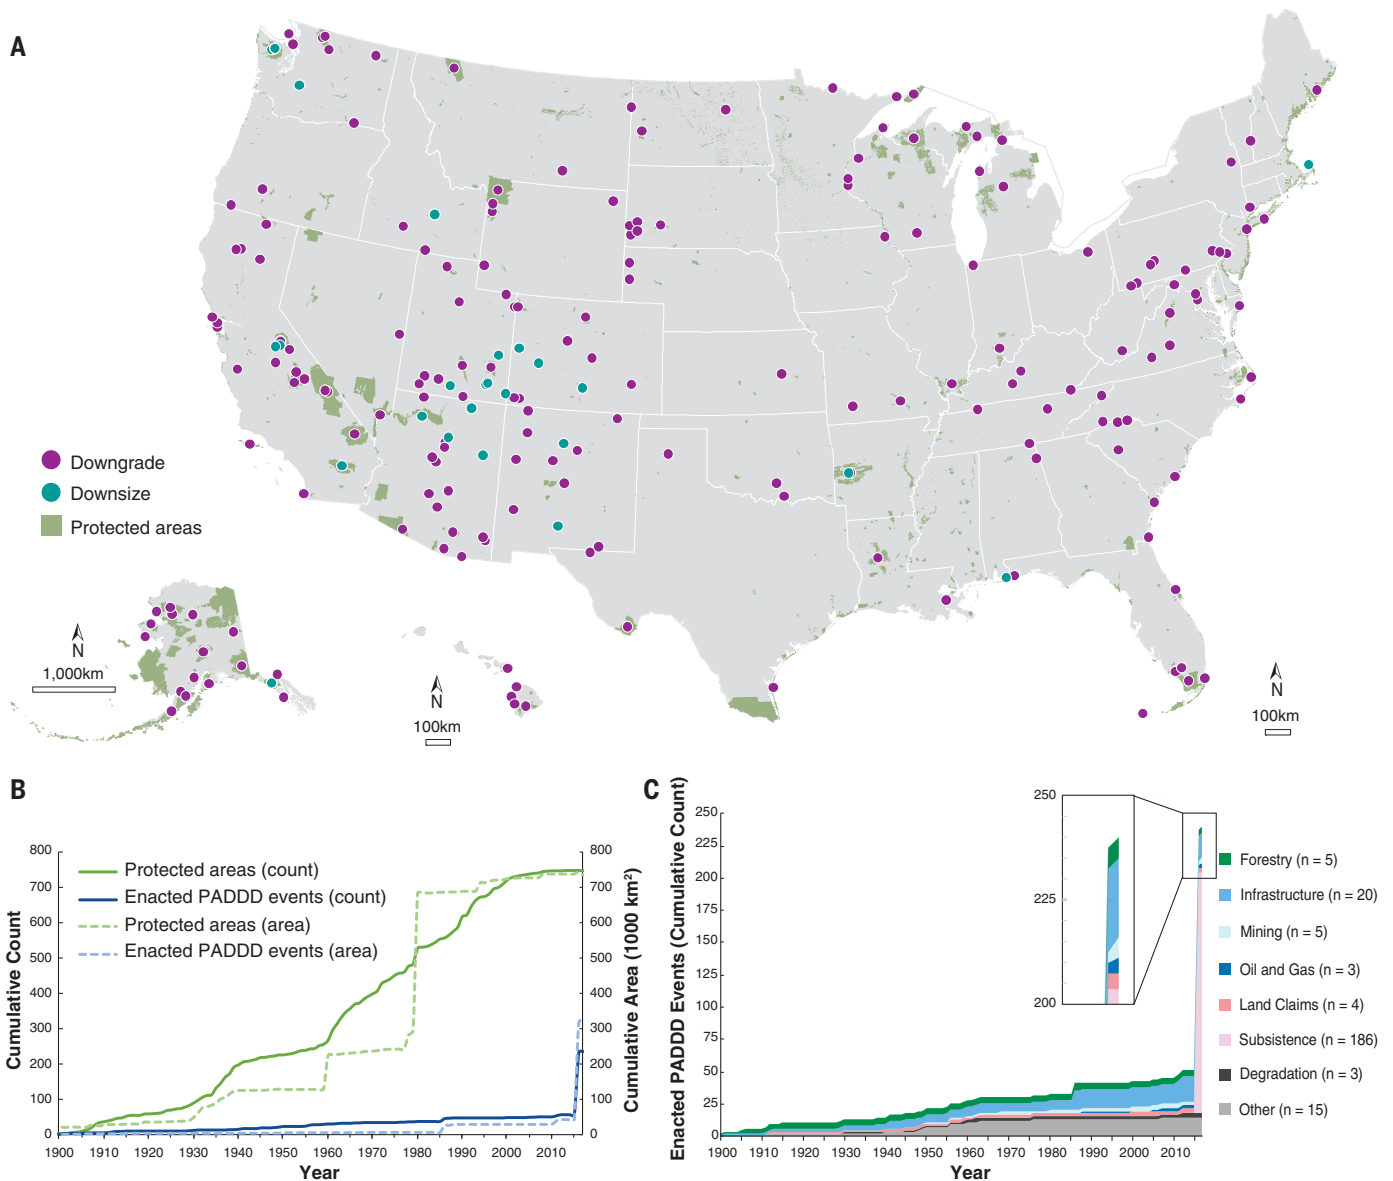 A
Downgrade
Downsize
Protected areas
N
1,000km
N
100km
N
100km
B
Cumulative Count
800
700
600
500
400
300
200
100
0
Protected areas (count)
Enacted PADDD events (count)
Protected areas (area)
Enacted PADDD events (area)
800
700
600
500
400
300
200
100
0
Cumulative Area (1000 km²)
1900 1910 1920 1930 1940 1950 1960 1970 1980 1990 2000 2010
Year
C
Enacted PADDD Events (Cumulative Count)
250
225
200
175
150
125
100
75
50
25
0
250
225
200
1900 1910 1920 1930 1940 1950 1960 1970 1980 1990 2000 2010
Year
Forestry (n = 5)
Infrastructure (n = 20)
Mining (n = 5)
Oil and Gas (n = 3)
Land Claims (n = 4)
Subsistence (n = 186)
Degradation (n = 3)
Other (n = 15)